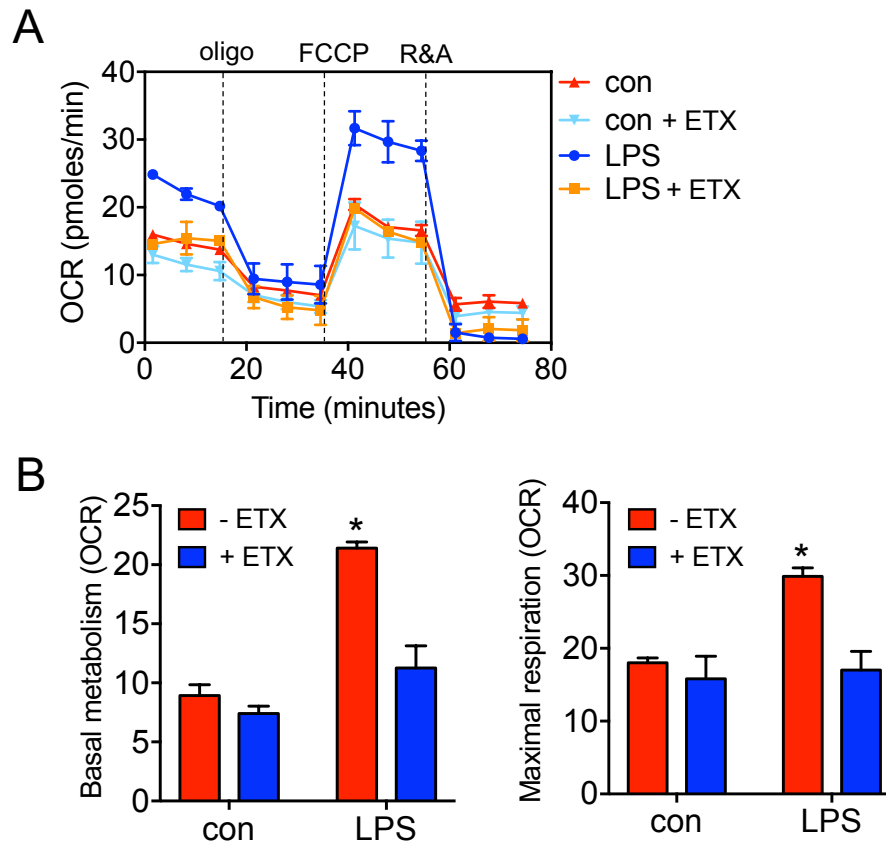 A
oligo FCCP R&A
40
30
20
10
0
OCR (pmoles/min)
0 20 40 60 80
Time (minutes)
con
con + ETX
LPS
LPS + ETX
B
25
20
15
10
5
0
Basal metabolism (OCR)
- ETX
+ ETX
*
con LPS
40
30
20
10
0
Maximal respiration (OCR)
- ETX
+ ETX
*
con LPS